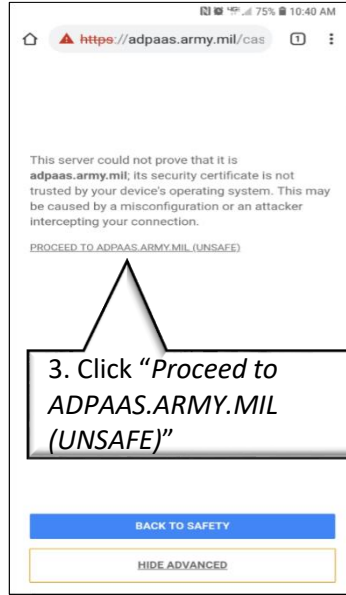 75% 10:40 AM
https://adpaas.army.mil/cas 1
This server could not prove that it is
adpaas.army.mil; its security certificate is not
trusted by your device's operating system. This may
be caused by a misconfiguration or an attacker
intercepting your connection.
PROCEED TO ADPAAS.ARMY.MIL (UNSAFE)
3. Click “Proceed to
ADPAAS.ARMY.MIL
(UNSAFE)”
BACK TO SAFETY
HIDE ADVANCED